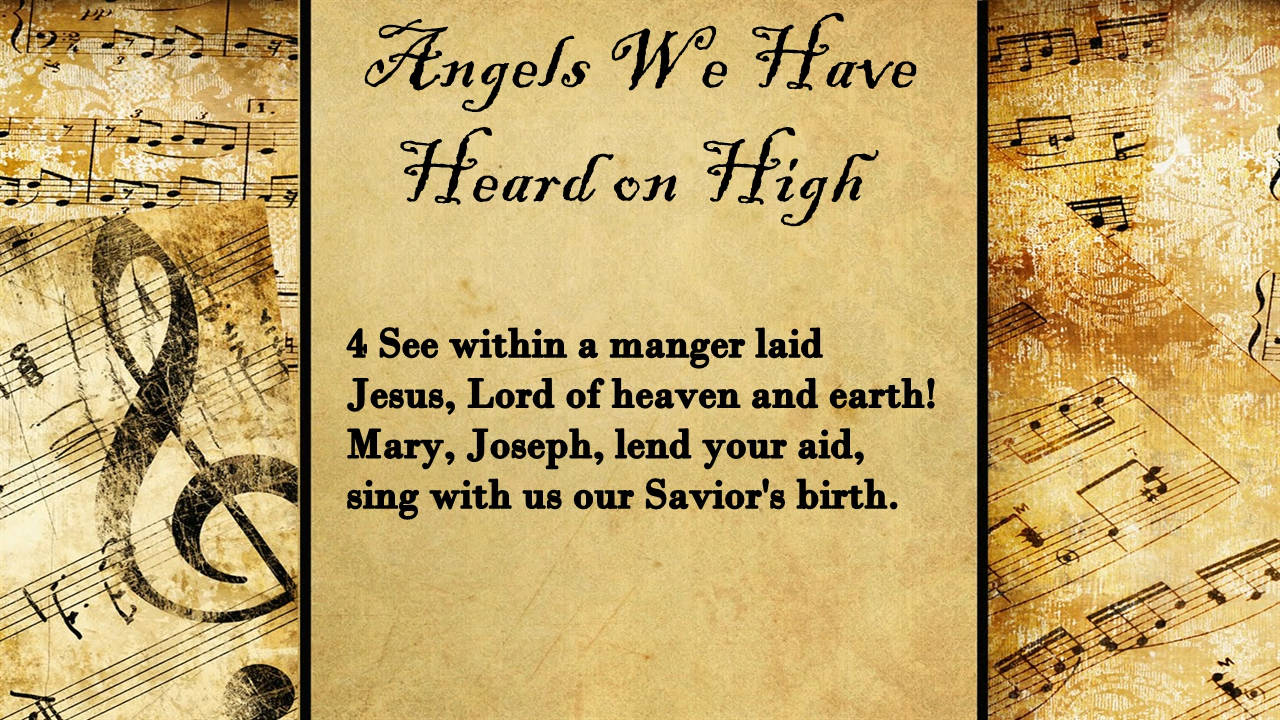 Angels We Have
Heard on High
4 See within a manger laid
Jesus, Lord of heaven and earth!
Mary, Joseph, lend your aid,
sing with us our Savior's birth.